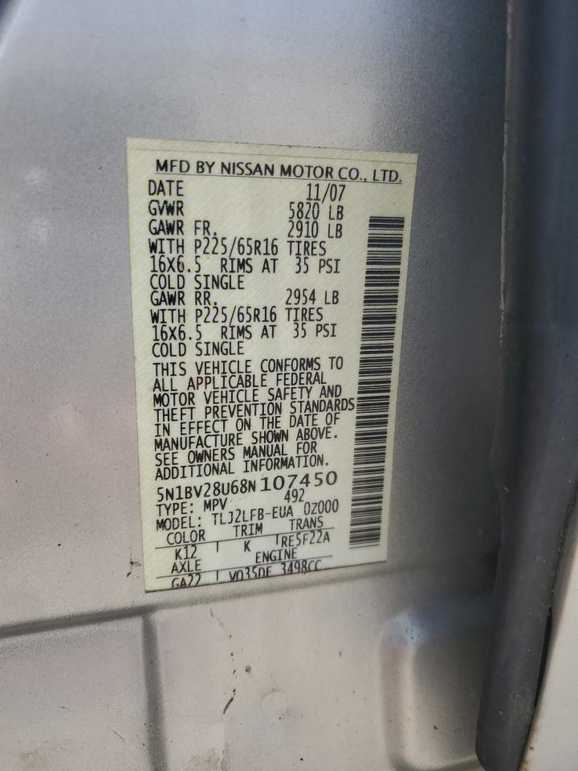 MFD BY NISSAN MOTOR CO., LTD.
DATE 11/07
GVWR 5820 LB
GAWR FR. 2910 LB
WITH P225/65R16 TIRES
16X6.5 RIMS AT 35 PSI
COLD SINGLE
GAWR RR. 2954 LB
WITH P225/65R16 TIRES
16X6.5 RIMS AT 35 PSI
COLD SINGLE
THIS VEHICLE CONFORMS TO
ALL APPLICABLE FEDERAL
MOTOR VEHICLE SAFETY AND
THEFT PREVENTION STANDARDS
IN EFFECT ON THE DATE OF
MANUFACTURE SHOWN ABOVE.
SEE OWNERS MANUAL FOR
ADDITIONAL INFORMATION.
5N1BV28U68N107450
TYPE: MPV 492
MODEL: TLJ2LFB-EUA 0Z000
COLOR TRIM TRANS
K12 K RE5F22A
AXLE ENGINE
GA22 VQ35DE 3498CC